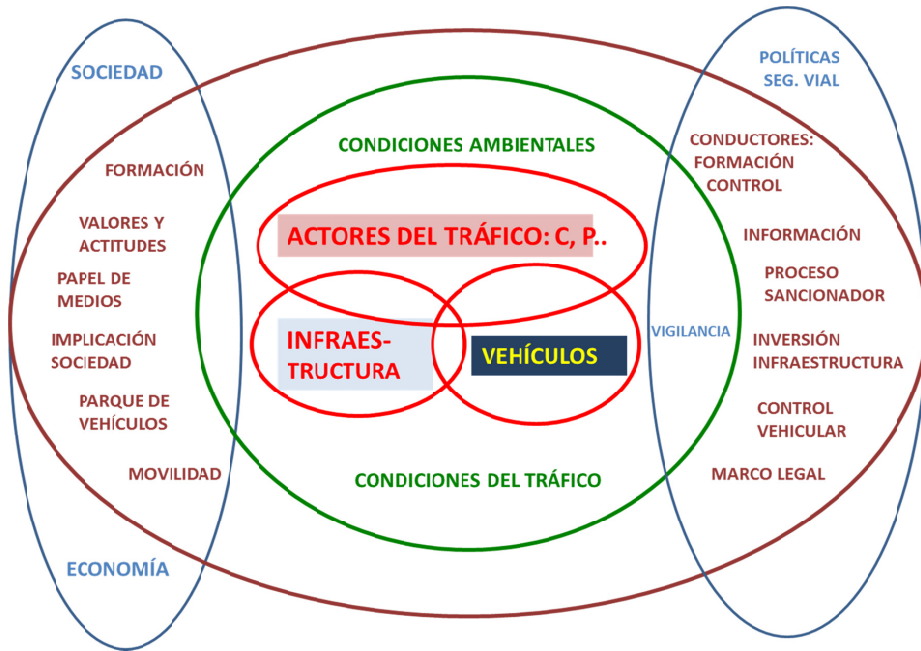 SOCIEDAD
FORMACIÓN
VALORES Y
ACTITUDES
PAPEL DE
MEDIOS
IMPLICACIÓN
SOCIEDAD
PARQUE DE
VEHÍCULOS
MOVILIDAD
ECONOMÍA
CONDICIONES AMBIENTALES
ACTORES DEL TRÁFICO: C, P..
INFRAES-
TRUCTURA
VEHÍCULOS
CONDICIONES DEL TRÁFICO
POLÍTICAS
SEG. VIAL
CONDUCTORES:
FORMACIÓN
CONTROL
INFORMACIÓN
PROCESO
SANCIONADOR
VIGILANCIA
INVERSIÓN
INFRAESTRUCTURA
CONTROL
VEHICULAR
MARCO LEGAL